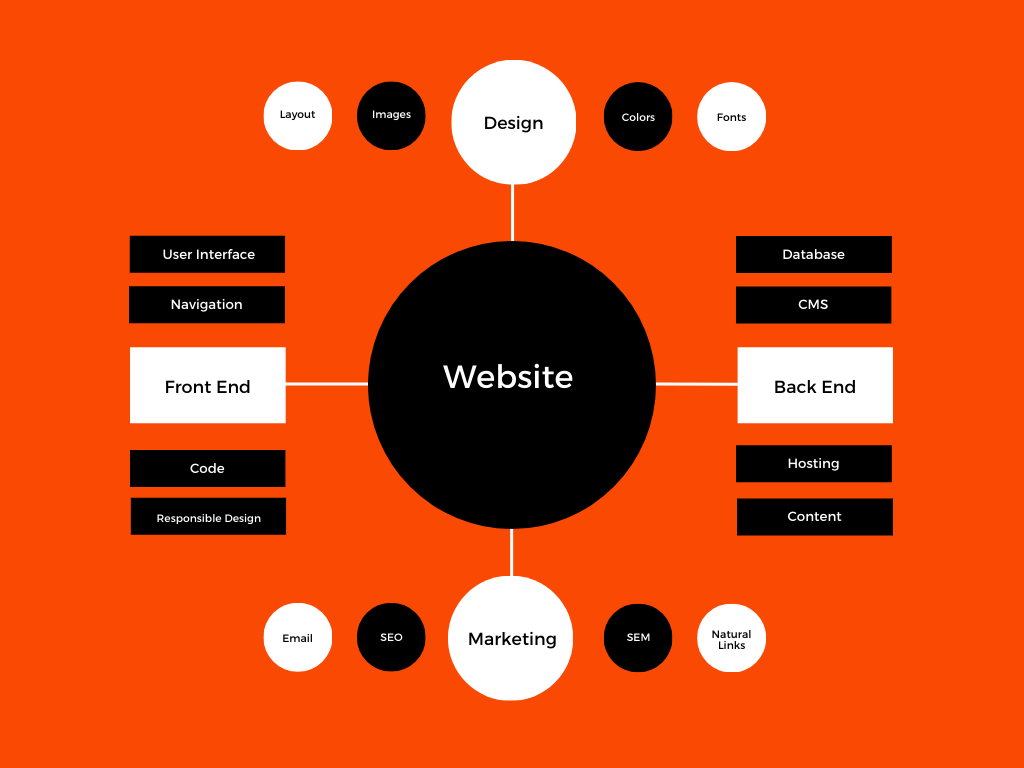 Layout
Images
Design
Colors
Fonts
User Interface
Navigation
Front End
Code
Responsible Design
Website
Database
CMS
Back End
Hosting
Content
Email
SEO
Marketing
SEM
Natural
Links